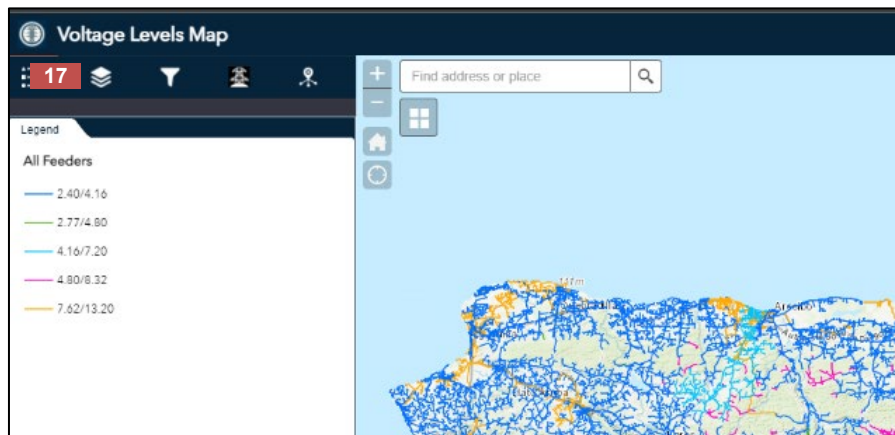 Voltage Levels Map
17
Find address or place
Legend
All Feeders
2.40/4.16
2.77/4.80
4.16/7.20
4.80/8.32
7.62/13.20
Arecibo